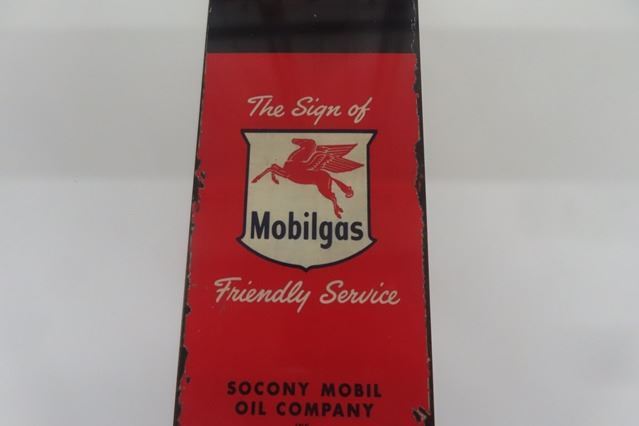 The Sign of
Mobilgas
Friendly Service
SOCONY MOBIL
OIL COMPANY